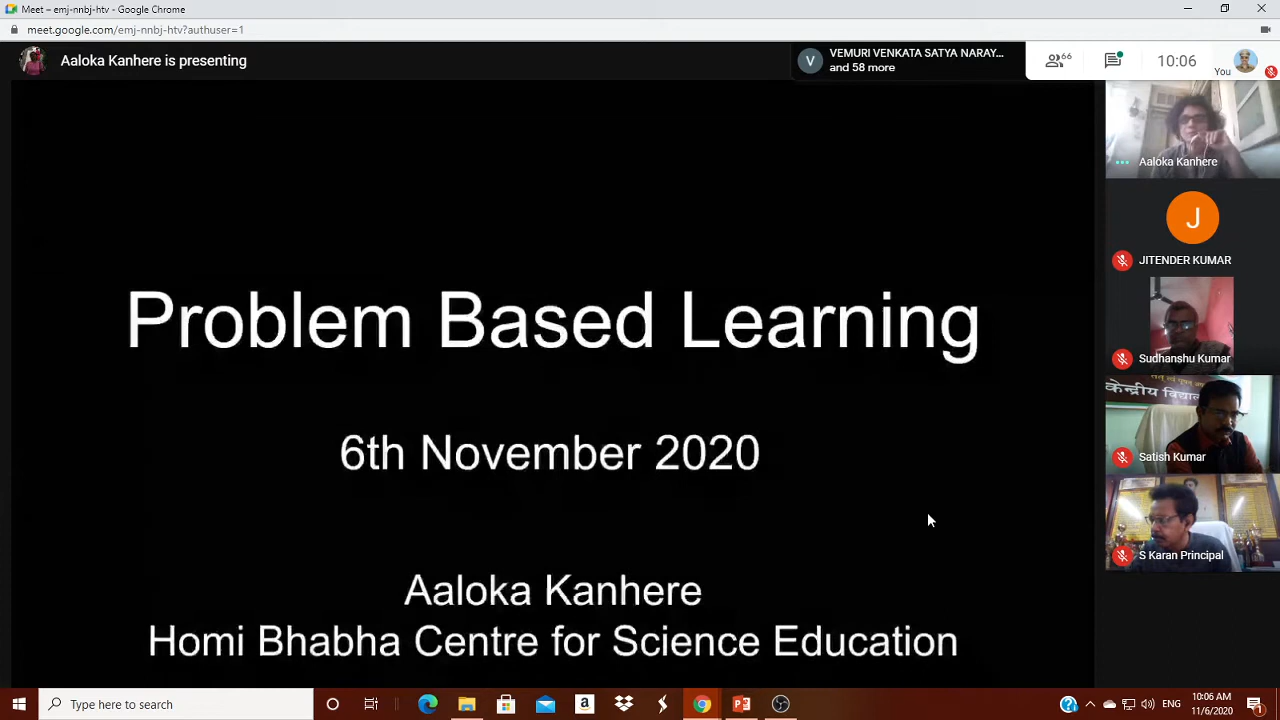 Meet – emj-nnbj-htv - Google Chrome
meet.google.com/emj-nnbj-htv?authuser=1
Aaloka Kanhere is presenting
V
VEMURI VENKATA SATYA NARAY...
and 58 more
66
10:06
You
Aaloka Kanhere
J
JITENDER KUMAR
Sudhanshu Kumar
केन्द्रीय विद्याल
Satish Kumar
S Karan Principal
Problem Based Learning
6th November 2020
Aaloka Kanhere
Homi Bhabha Centre for Science Education
Type here to search
a
ENG
10:06 AM
11/6/2020
1